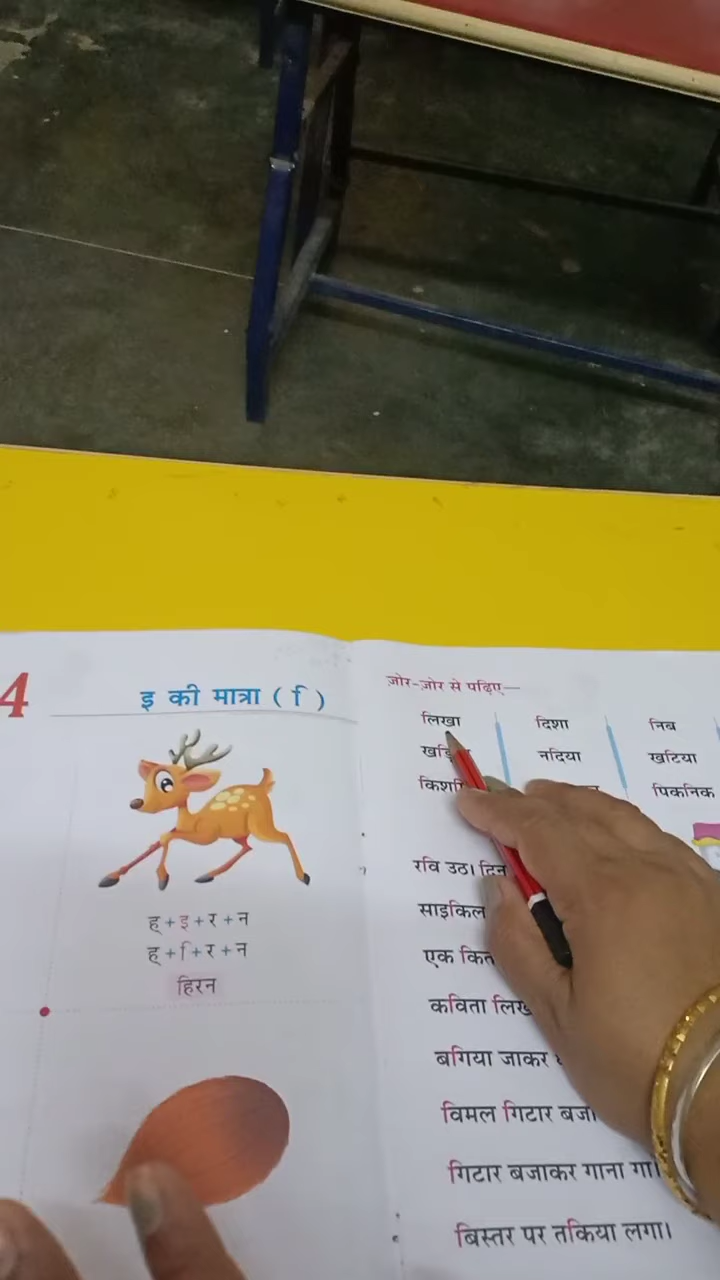 4
इ की मात्रा ( ि )
ह् + इ + र + न
ह् + ि + र + न
हिरन
ज़ोर-ज़ोर से पढ़िए—
लिखा दिशा निब
नदिया खटिया
पिकनिक
रवि उठ। दिन
साइकिल
एक
कविता
बगिया जाकर
विमल गिटार
गिटार बजाकर गाना गा।
बिस्तर पर तकिया लगा।